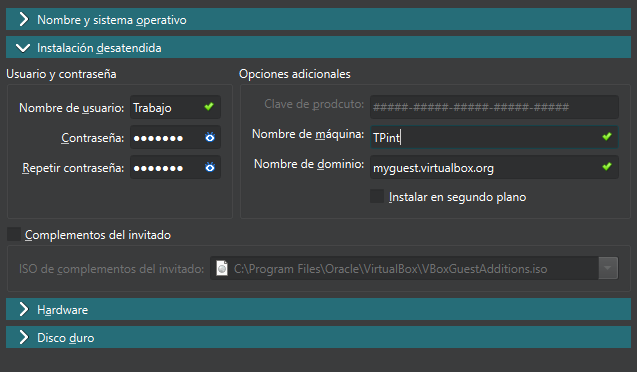 Nombre y sistema operativo
Instalación desatendida
Usuario y contraseña
Nombre de usuario: Trabajo
Contraseña: ●●●●●●●
Repetir contraseña: ●●●●●●●
Opciones adicionales
Clave de prodcuto: #####-#####-#####-#####-#####
Nombre de máquina: TPint
Nombre de dominio: myguest.virtualbox.org
Instalar en segundo plano
Complementos del invitado
ISO de complementos del invitado: C:\Program Files\Oracle\VirtualBox\VBoxGuestAdditions.iso
Hardware
Disco duro